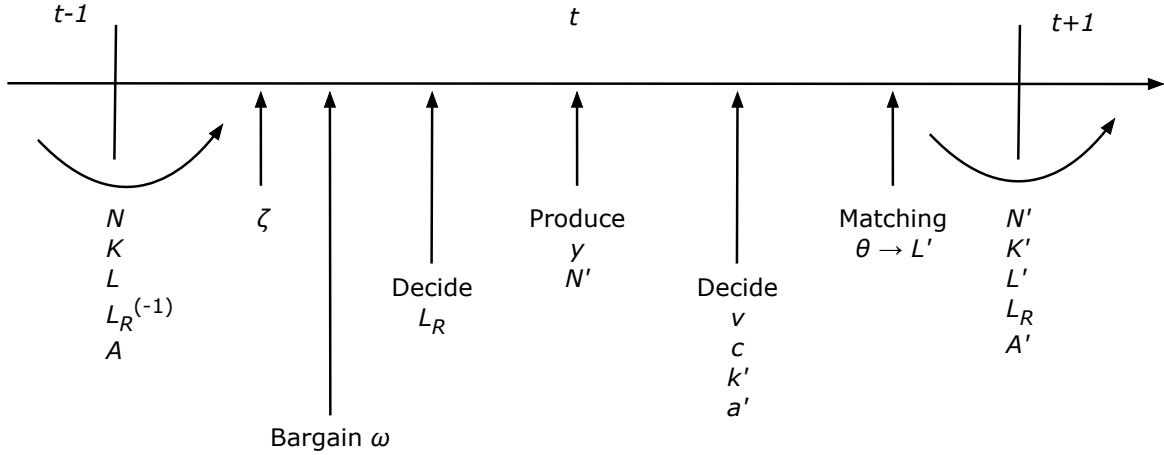 t-1
t
t+1
N
K
L
L_R^(-1)
A
ζ
Bargain ω
Decide
L_R
Produce
y
N'
Decide
v
c
k'
a'
Matching
θ → L'
N'
K'
L'
L_R
A'